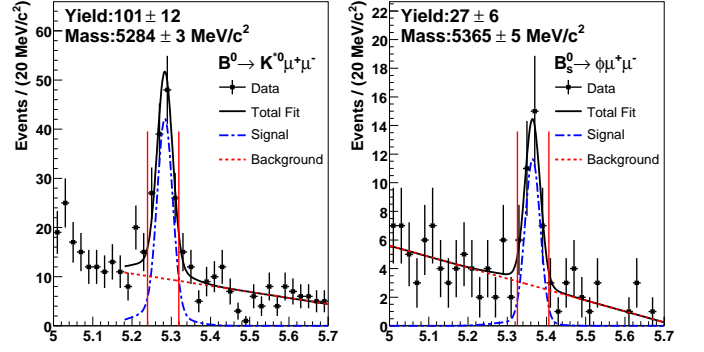 Yield:101 ± 12
Mass:5284 ± 3 MeV/c²
B⁰→ K*⁰μ⁺μ⁻
Data
Total Fit
Signal
Background
Events / (20 MeV/c²)
60
50
40
30
20
10
0
5 5.1 5.2 5.3 5.4 5.5 5.6 5.7
Yield:27 ± 6
Mass:5365 ± 5 MeV/c²
B⁰ₛ→ φμ⁺μ⁻
Data
Total Fit
Signal
Background
Events / (20 MeV/c²)
22
20
18
16
14
12
10
8
6
4
2
0
5 5.1 5.2 5.3 5.4 5.5 5.6 5.7